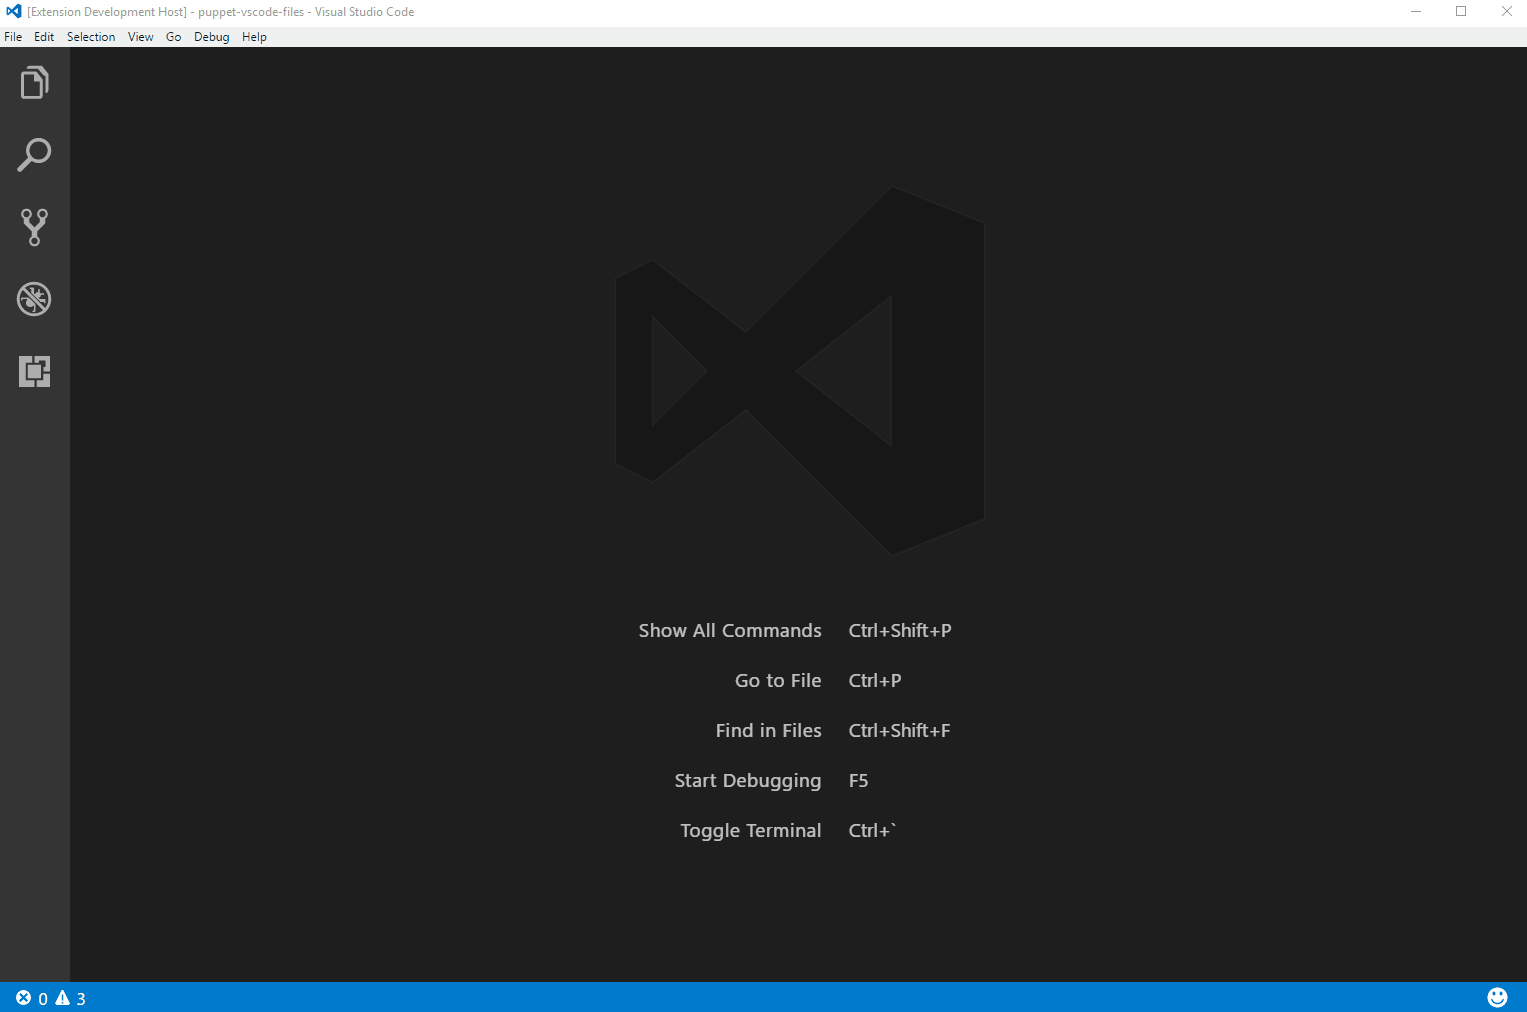 [Extension Development Host] - puppet-vscode-files - Visual Studio Code
File Edit Selection View Go Debug Help
Show All Commands Ctrl+Shift+P
Go to File Ctrl+P
Find in Files Ctrl+Shift+F
Start Debugging F5
Toggle Terminal Ctrl+`
0 3